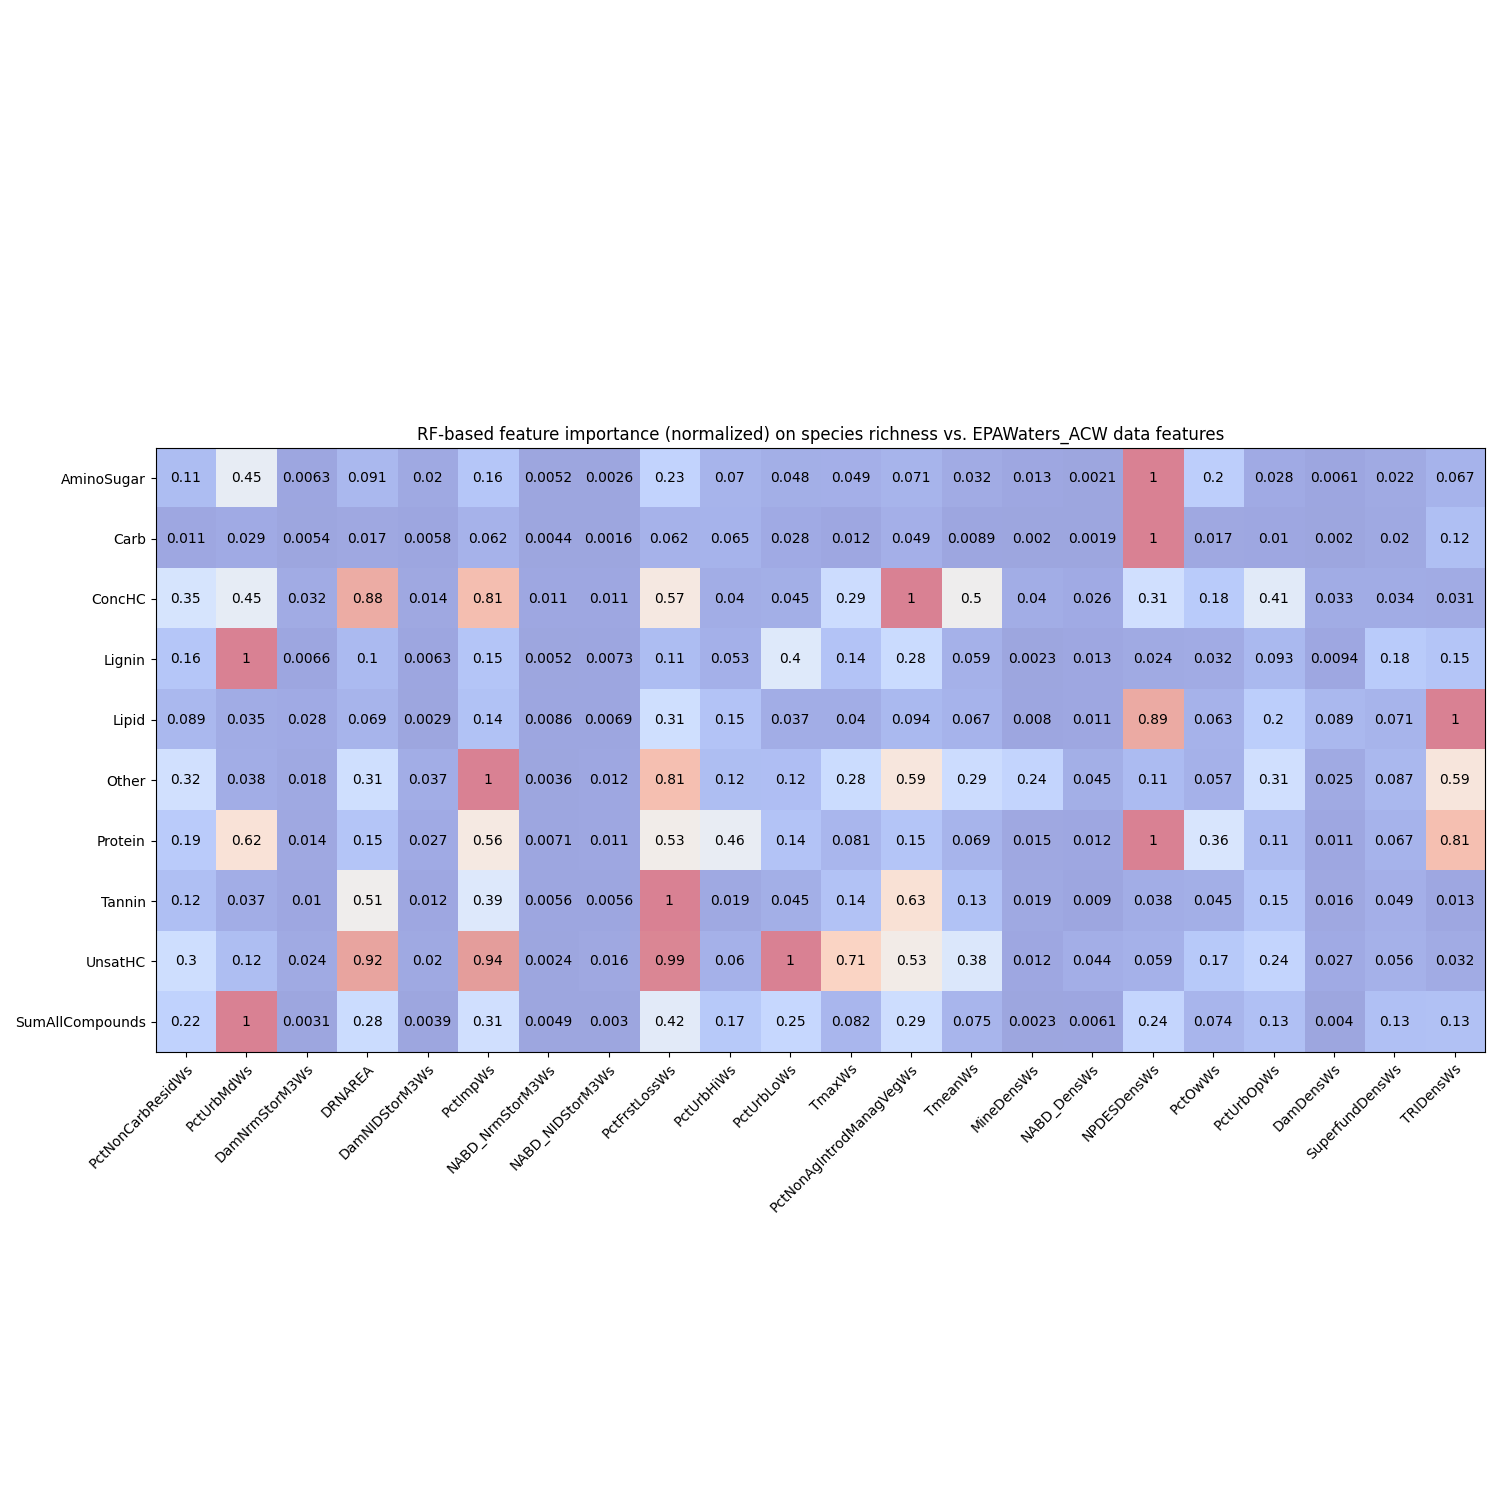 RF-based feature importance (normalized) on species richness vs. EPAWaters_ACW data features
AminoSugar 0.11 0.45 0.0063 0.091 0.02 0.16 0.0052 0.0026 0.23 0.07 0.048 0.049 0.071 0.032 0.013 0.0021 1 0.2 0.028 0.0061 0.022 0.067
Carb 0.011 0.029 0.0054 0.017 0.0058 0.062 0.0044 0.0016 0.062 0.065 0.028 0.012 0.049 0.0089 0.002 0.0019 1 0.017 0.01 0.002 0.02 0.12
ConcHC 0.35 0.45 0.032 0.88 0.014 0.81 0.011 0.011 0.57 0.04 0.045 0.29 1 0.5 0.04 0.026 0.31 0.18 0.41 0.033 0.034 0.031
Lignin 0.16 1 0.0066 0.1 0.0063 0.15 0.0052 0.0073 0.11 0.053 0.4 0.14 0.28 0.059 0.0023 0.013 0.024 0.032 0.093 0.0094 0.18 0.15
Lipid 0.089 0.035 0.028 0.069 0.0029 0.14 0.0086 0.0069 0.31 0.15 0.037 0.04 0.094 0.067 0.008 0.011 0.89 0.063 0.2 0.089 0.071 1
Other 0.32 0.038 0.018 0.31 0.037 1 0.0036 0.012 0.81 0.12 0.12 0.28 0.59 0.29 0.24 0.045 0.11 0.057 0.31 0.025 0.087 0.59
Protein 0.19 0.62 0.014 0.15 0.027 0.56 0.0071 0.011 0.53 0.46 0.14 0.081 0.15 0.069 0.015 0.012 1 0.36 0.11 0.011 0.067 0.81
Tannin 0.12 0.037 0.01 0.51 0.012 0.39 0.0056 0.0056 1 0.019 0.045 0.14 0.63 0.13 0.019 0.009 0.038 0.045 0.15 0.016 0.049 0.013
UnsatHC 0.3 0.12 0.024 0.92 0.02 0.94 0.0024 0.016 0.99 0.06 1 0.71 0.53 0.38 0.012 0.044 0.059 0.17 0.24 0.027 0.056 0.032
SumAllCompounds 0.22 1 0.0031 0.28 0.0039 0.31 0.0049 0.003 0.42 0.17 0.25 0.082 0.29 0.075 0.0023 0.0061 0.24 0.074 0.13 0.004 0.13 0.13
PctNonCarbResidWs
PctUrbMdWs
DamNrmStorM3Ws
DRNAREA
DamNIDStorM3Ws
PctImpWs
NABD_NrmStorM3Ws
NABD_NIDStorM3Ws
PctFrstLossWs
PctUrbHiWs
PctUrbLoWs
TmaxWs
PctNonAgIntrodManagVegWs
TmeanWs
MineDensWs
NABD_DensWs
NPDESDensWs
PctOwWs
PctUrbOpWs
DamDensWs
SuperfundDensWs
TRIDensWs